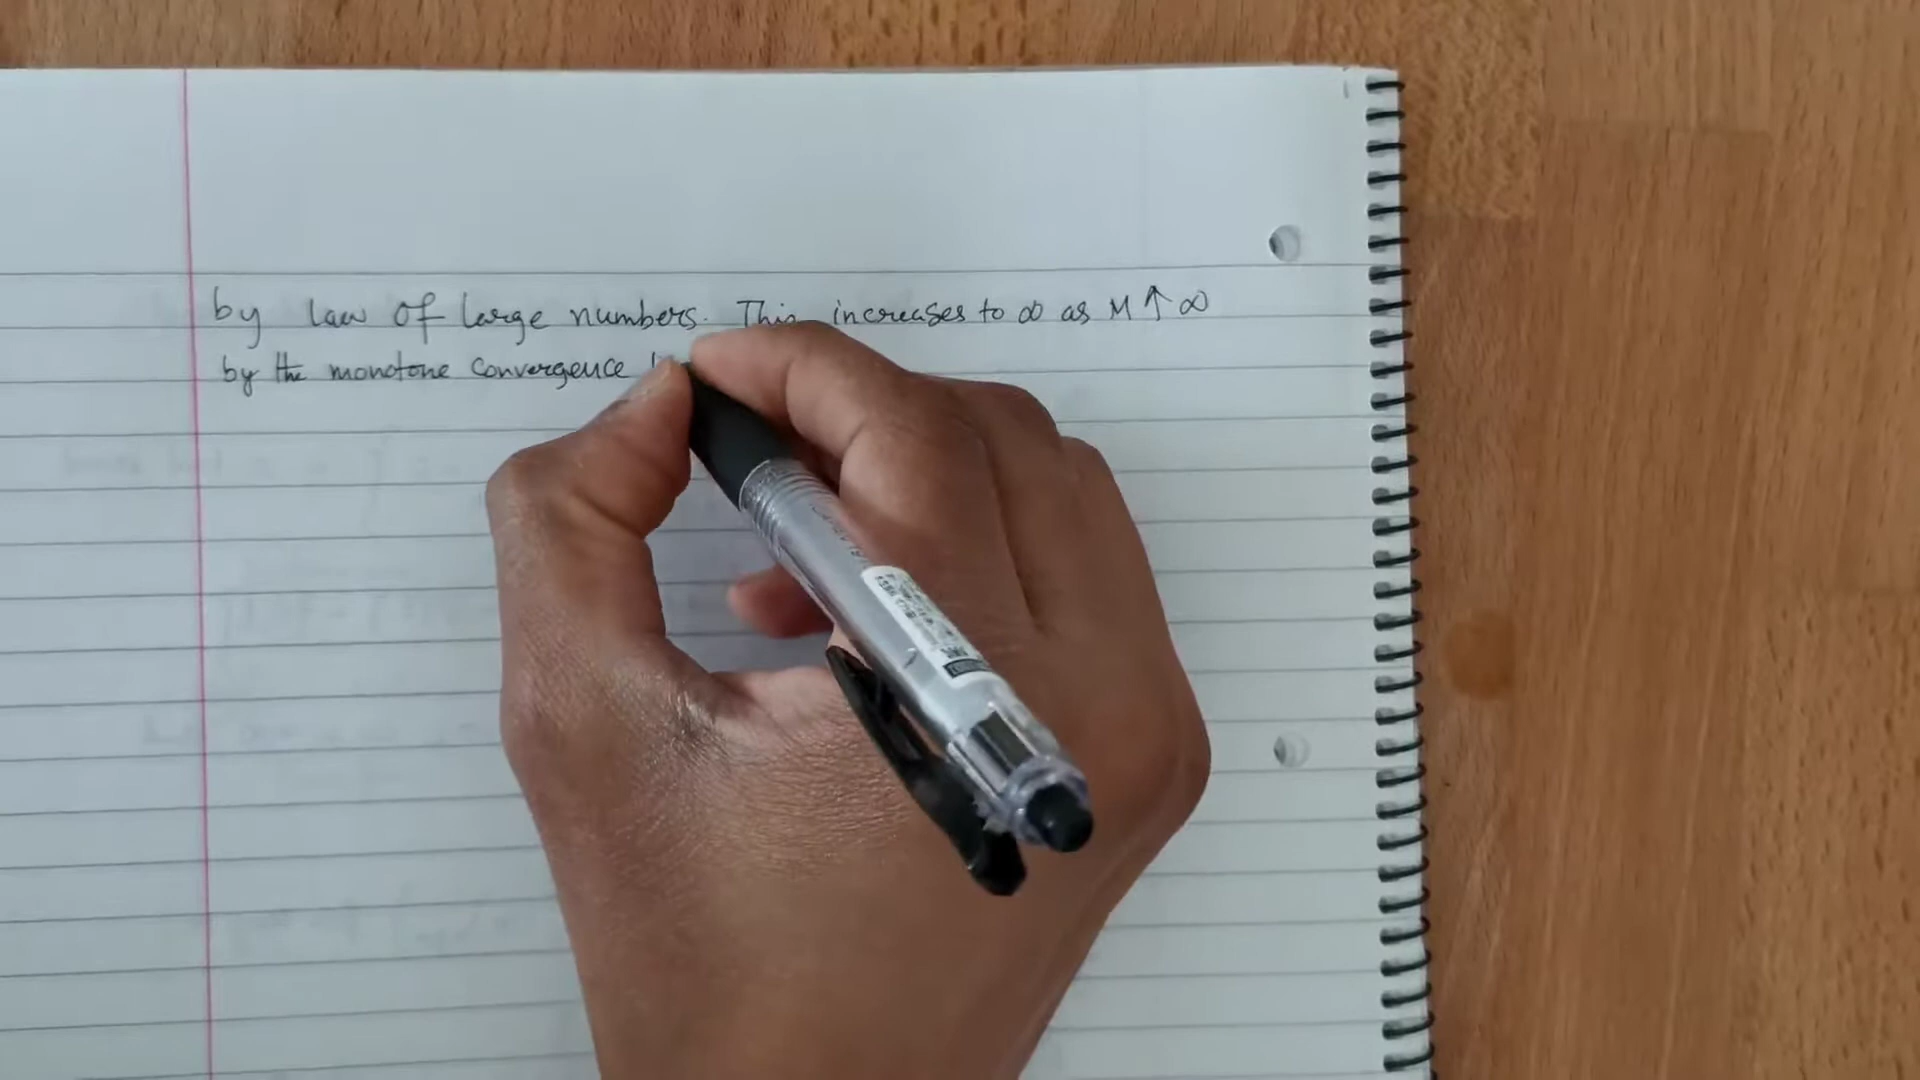 by law of large numbers. This increases to ∞ as M ↑ ∞
by the monotone convergence